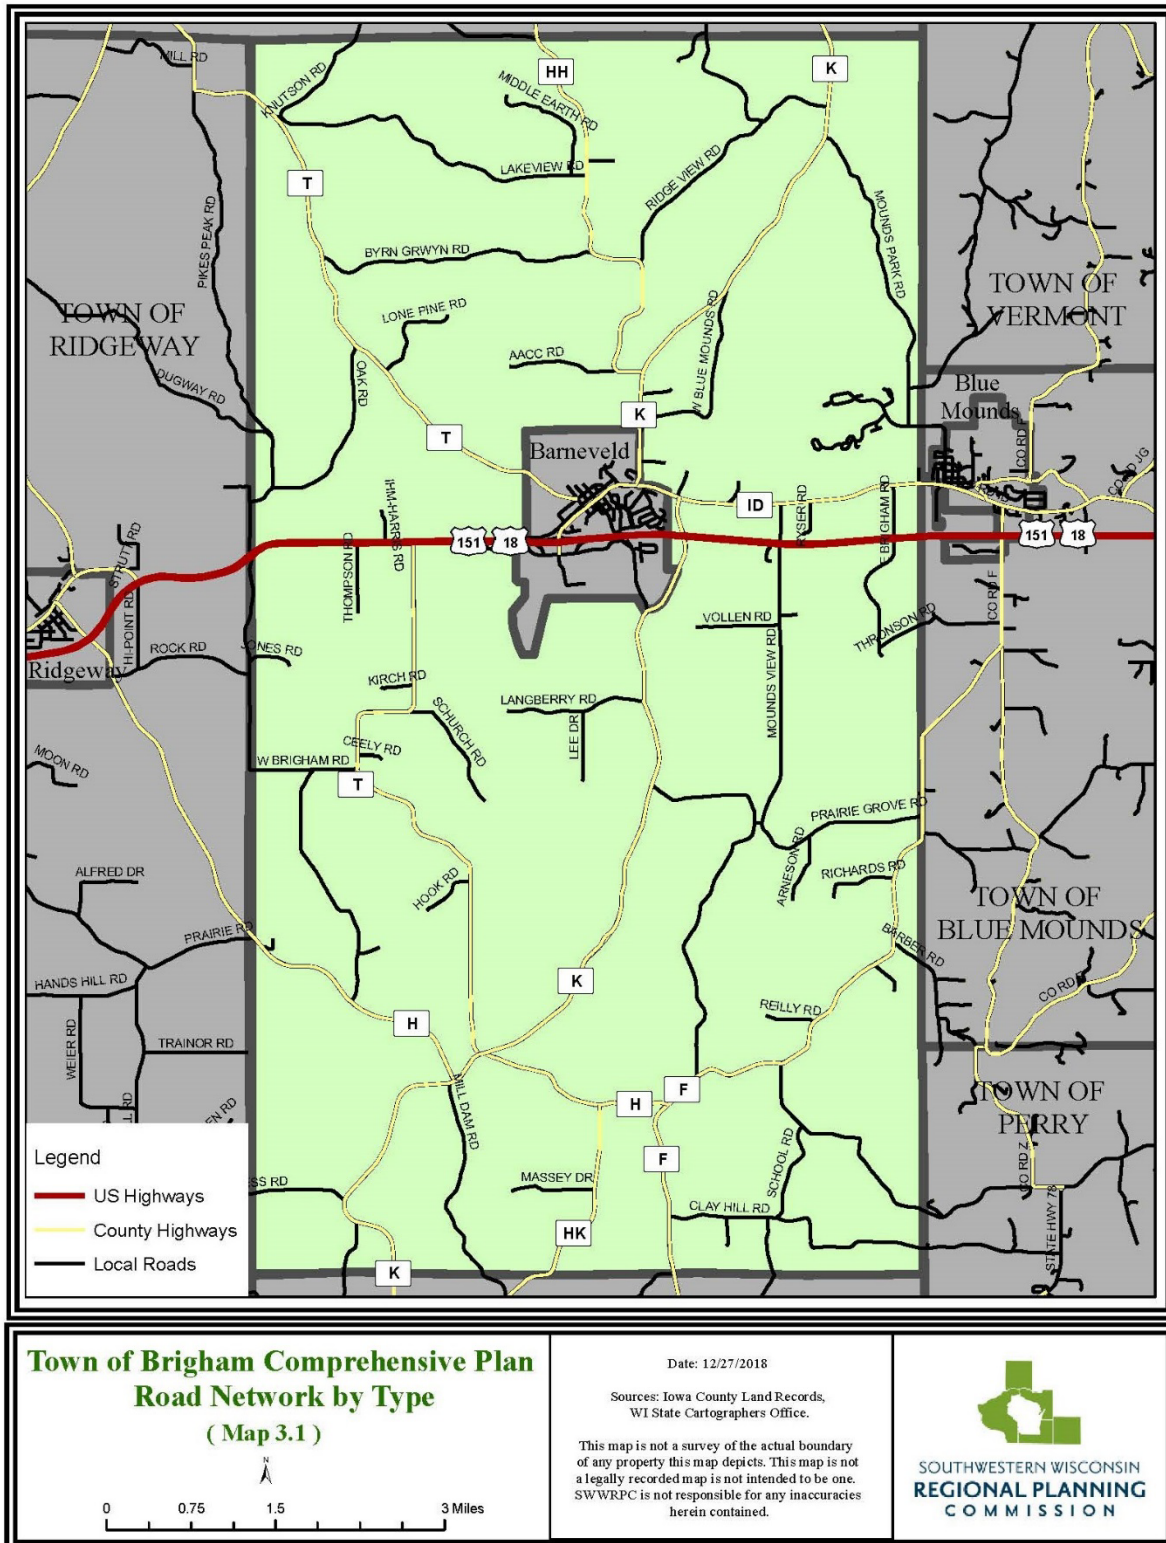 MILL RD
KNUTSON RD
HH
K
MIDDLE EARTH RD
LAKEVIEW RD
RIDGE VIEW RD
T
PIKES PEAK RD
MOUNDS PARK RD
BYRN GRWYN RD
TOWN OF
VERMONT
TOWN OF
RIDGEWAY
LONE PINE RD
AACC RD
W BLUE MOUNDS RD
OAK RD
DUGWAY RD
Blue
Mounds
K
T
Barneveld
CO RD F
CO RD JG
IHM-HARRIS RD
ID
RYSER RD
E BRIGHAM RD
151
18
151
18
STRUTT RD
THOMPSON RD
HI-POINT RD
CO RD F
VOLLEN RD
THRONSON RD
ROCK RD
JONES RD
Ridgeway
MOUNDS VIEW RD
KIRCH RD
LANGBERRY RD
SCHURCH RD
LEE DR
CEELY RD
W BRIGHAM RD
MOON RD
T
PRAIRIE GROVE RD
ARNESON RD
RICHARDS RD
ALFRED DR
HOOK RD
TOWN OF
BLUE MOUNDS
PRAIRIE RD
BARBER RD
HANDS HILL RD
K
CO RD
REILLY RD
H
WEIER RD
TRAINOR RD
MILL DAM RD
F
H
TOWN OF
PERRY
F
SCHOOL RD
CO RD Z
MASSEY DR
CLAY HILL RD
STATE HWY 78
HK
K
Legend
US Highways
County Highways
Local Roads
Town of Brigham Comprehensive Plan
Road Network by Type
( Map 3.1 )
N
0 0.75 1.5 3 Miles
Date: 12/27/2018
Sources: Iowa County Land Records,
WI State Cartographers Office.
This map is not a survey of the actual boundary
of any property this map depicts. This map is not
a legally recorded map is not intended to be one.
SWWRPC is not responsible for any inaccuracies
herein contained.
SOUTHWESTERN WISCONSIN
REGIONAL PLANNING
COMMISSION